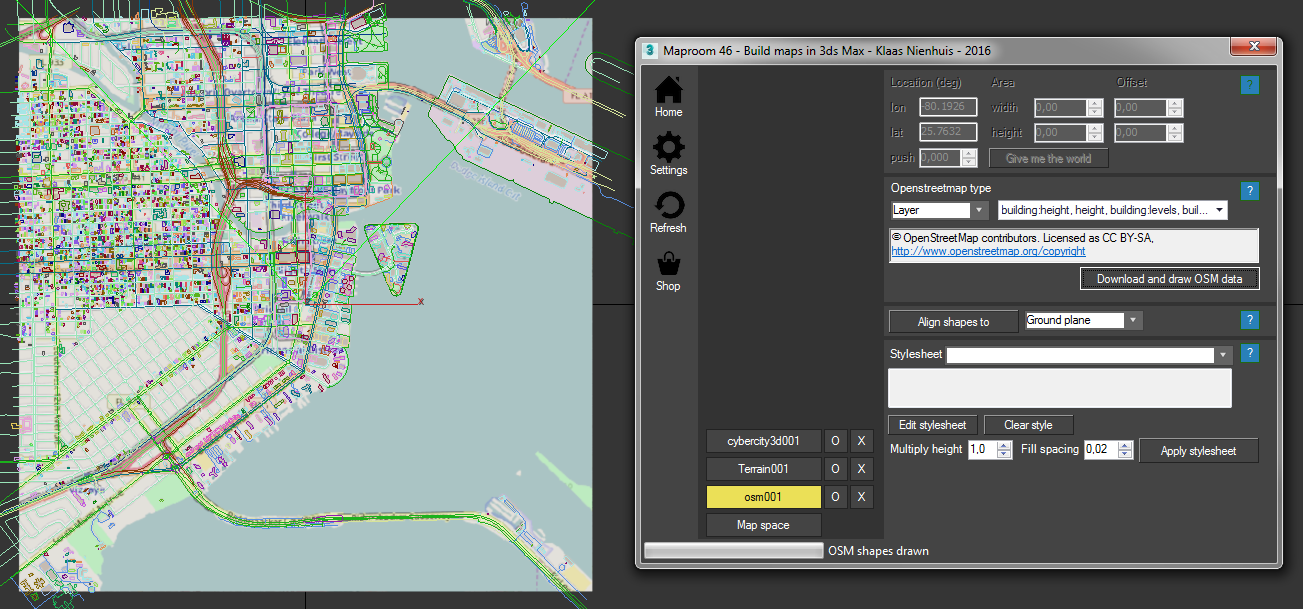 3 Maproom 46 - Build maps in 3ds Max - Klaas Nienhuis - 2016
X
Home
Settings
Refresh
Shop
Location (deg) Area Offset ?
lon -80.1926 width 0,00 0,00
lat 25.7632 height 0,00 0,00
push 0,000 Give me the world
Openstreetmap type ?
Layer building:height, height, building:levels, buil...
© OpenStreetMap contributors. Licensed as CC BY-SA,
http://www.openstreetmap.org/copyright
Download and draw OSM data
Align shapes to Ground plane ?
Stylesheet ?
Edit stylesheet Clear style
Multiply height 1,0 Fill spacing 0,02 Apply stylesheet
cybercity3d001 O X
Terrain001 O X
osm001 O X
Map space
OSM shapes drawn
x